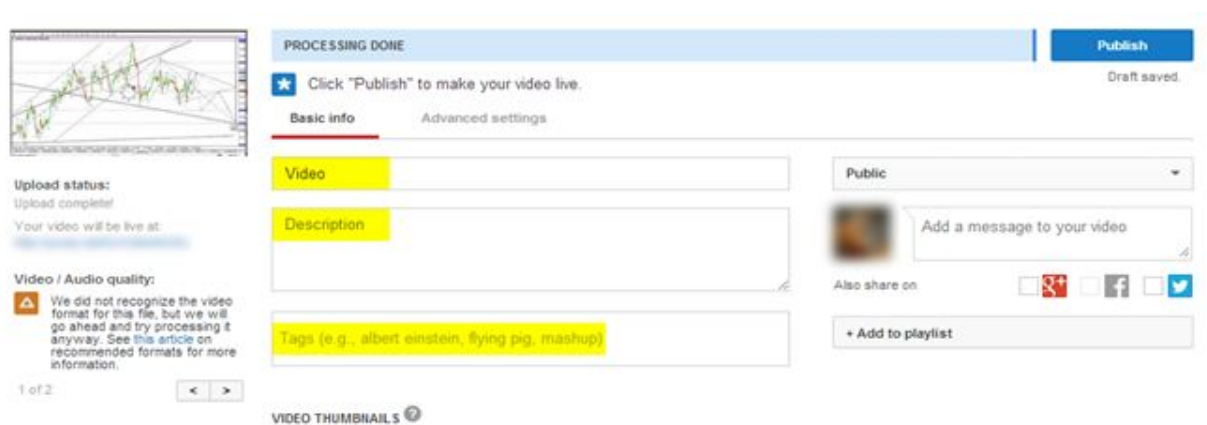 PROCESSING DONE
Publish
Click "Publish" to make your video live.
Draft saved.
Basic info
Advanced settings
Video
Description
Tags (e.g., albert einstein, flying pig, mashup)
VIDEO THUMBNAILS ?
Upload status:
Upload complete!
Your video will be live at:
Video / Audio quality:
We did not recognize the video
format for this file, but we will
go ahead and try processing it
anyway. See this article on
recommended formats for more
information.
1 of 2
< >
Public
Add a message to your video
Also share on
g+ f
+ Add to playlist